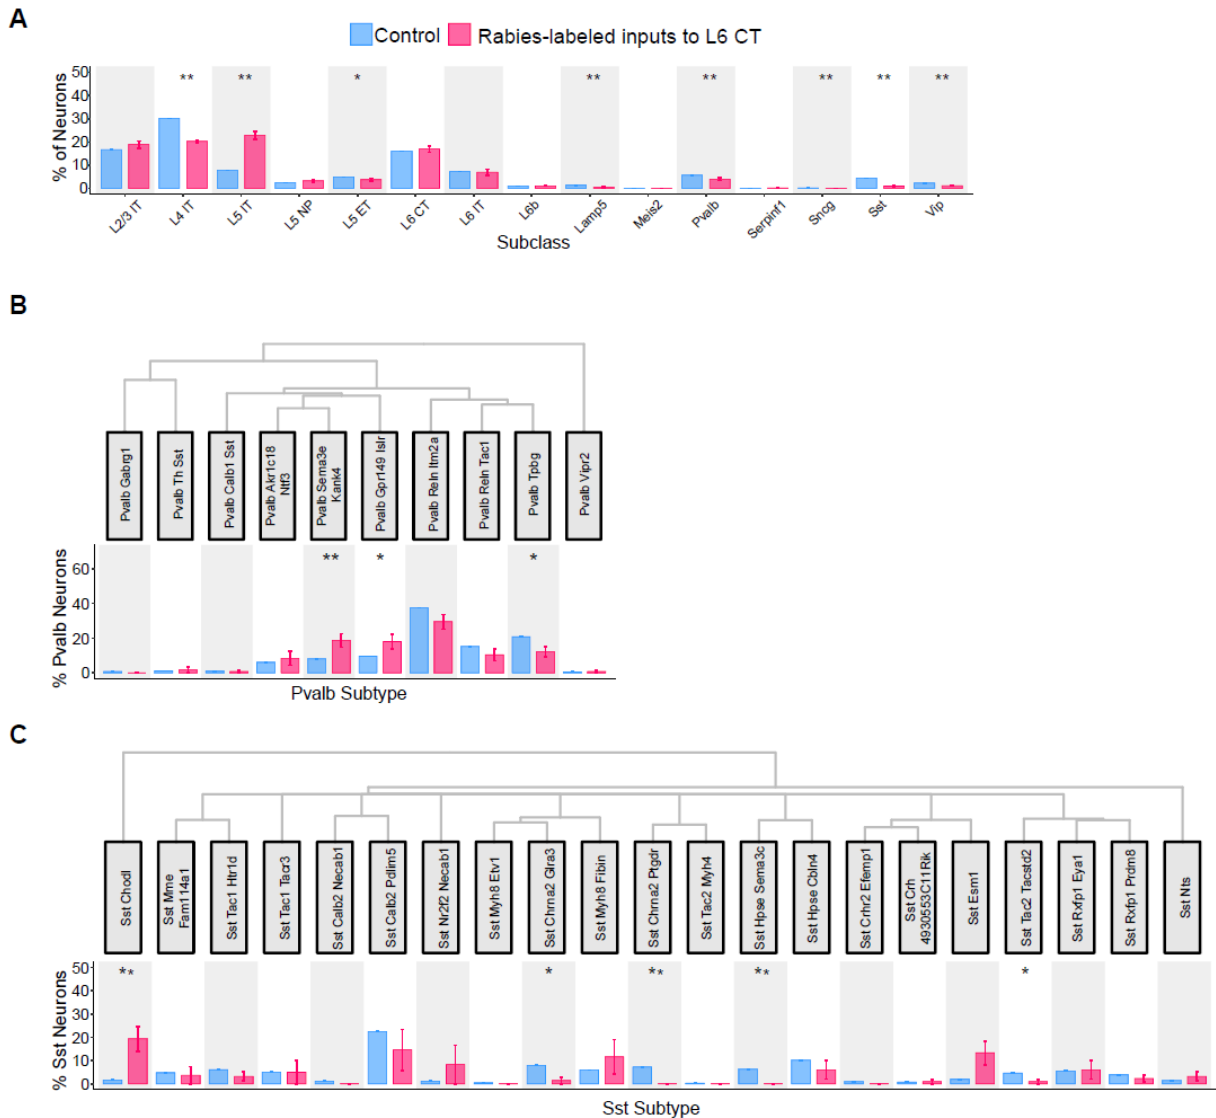 A
Control Rabies-labeled inputs to L6 CT
% of Neurons
50
40
30
20
10
0
** ** * ** ** ** ** **
L2/3 IT L4 IT L5 IT L5 NP L5 ET L6 CT L6 IT L6b Lamp5 Meis2 Pvalb Serpinf1 Sncg Sst Vip
Subclass
B
Pvalb Gabrg1
Pvalb Th Sst
Pvalb Calb1 Sst
Pvalb Akr1c18
Ntf3
Pvalb Sema3e
Kank4
Pvalb Gpr149 Islr
Pvalb Reln Itm2a
Pvalb Reln Tac1
Pvalb Tpbg
Pvalb Vipr2
% Pvalb Neurons
60
40
20
0
** * *
Pvalb Subtype
C
Sst Chodl
Sst Mme
Fam114a1
Sst Tac1 Htr1d
Sst Tac1 Tacr3
Sst Calb2 Necab1
Sst Calb2 Pdlim5
Sst Nr2f2 Necab1
Sst Myh8 Etv1
Sst Chrna2 Glra3
Sst Myh8 Fibin
Sst Chrna2 Ptgdr
Sst Tac2 Myh4
Sst Hpse Sema3c
Sst Hpse Cbln4
Sst Crhr2 Efemp1
Sst Crh
4930553C11Rik
Sst Esm1
Sst Tac2 Tacstd2
Sst Rxfp1 Eya1
Sst Rxfp1 Prdm8
Sst Nts
% Sst Neurons
50
40
30
20
10
0
** * ** ** *
Sst Subtype